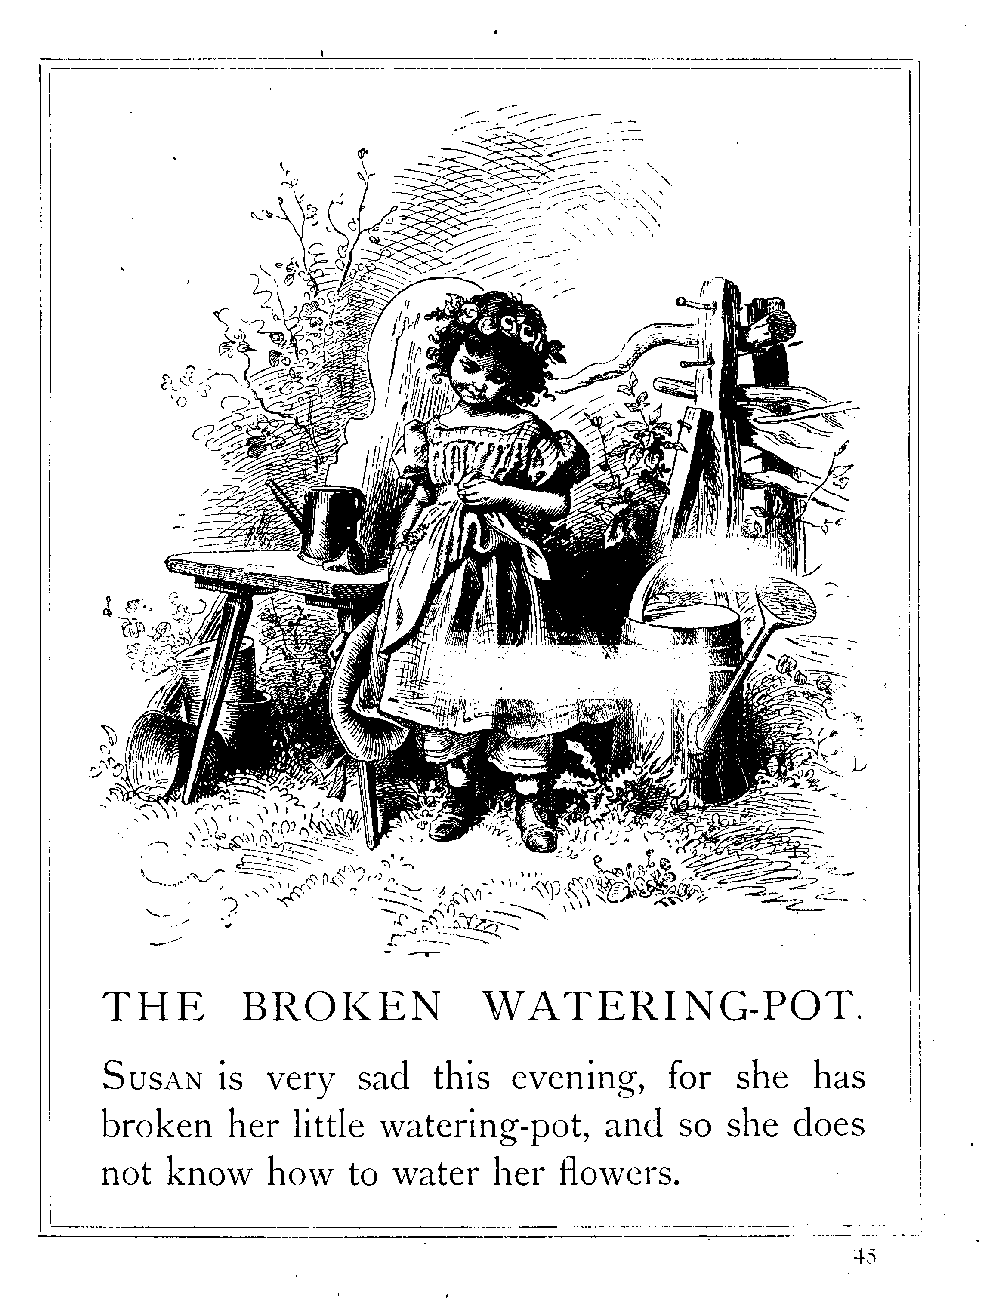 THE BROKEN WATERING-POT.
SUSAN is very sad this evening, for she has
broken her little watering-pot, and so she does
not know how to water her flowers.
45